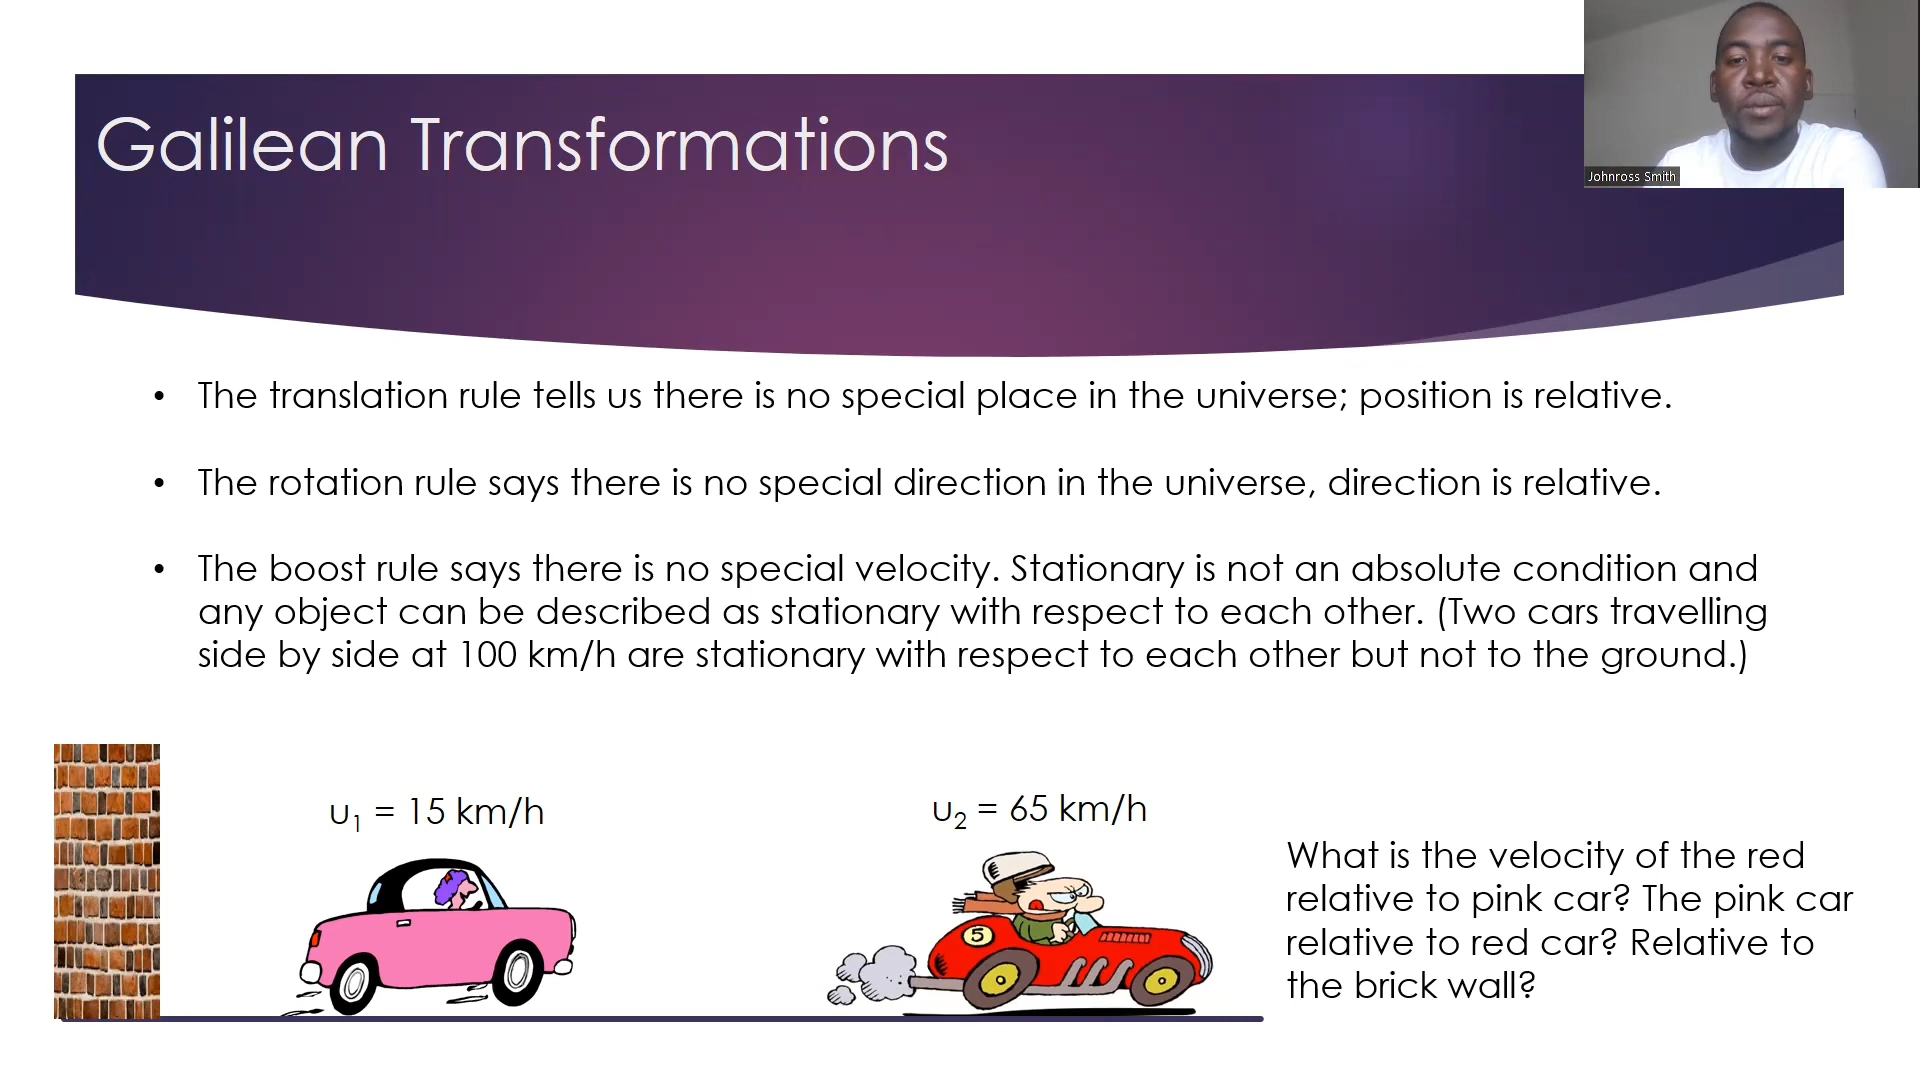 Galilean Transformations
Johnross Smith
• The translation rule tells us there is no special place in the universe; position is relative.
• The rotation rule says there is no special direction in the universe, direction is relative.
• The boost rule says there is no special velocity. Stationary is not an absolute condition and
any object can be described as stationary with respect to each other. (Two cars travelling
side by side at 100 km/h are stationary with respect to each other but not to the ground.)
u₁ = 15 km/h
u₂ = 65 km/h
5
What is the velocity of the red
relative to pink car? The pink car
relative to red car? Relative to
the brick wall?